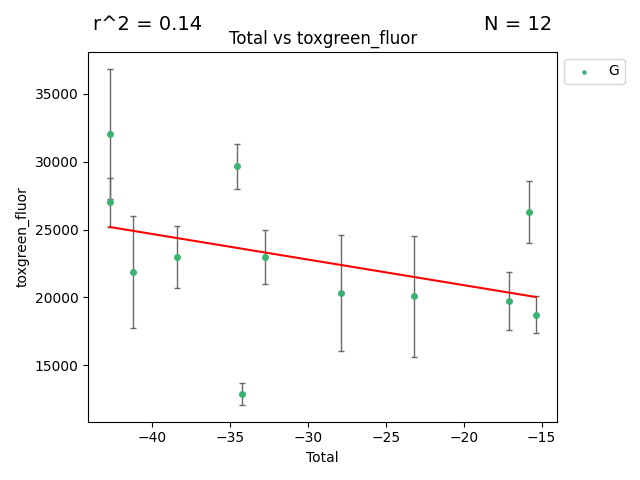 r^2 = 0.14
N = 12
Total vs toxgreen_fluor
G
toxgreen_fluor
35000
30000
25000
20000
15000
−40
−35
−30
−25
−20
−15
Total